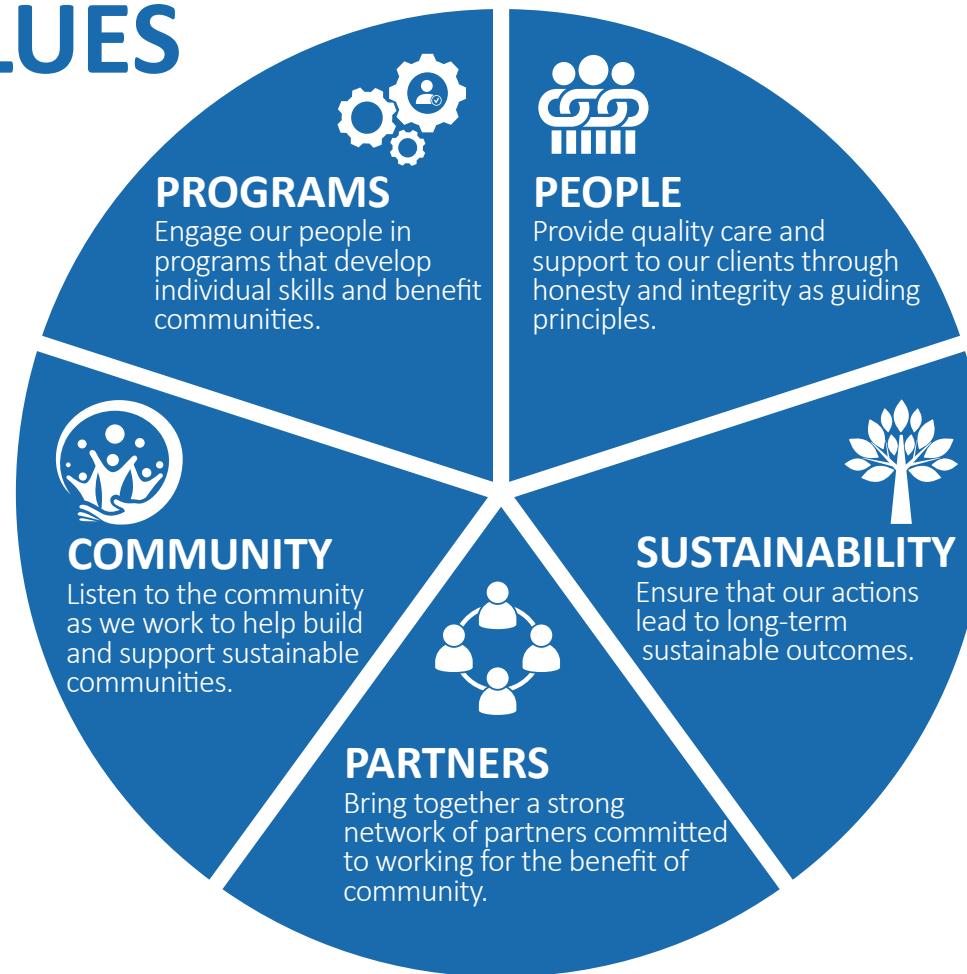 LUES
PROGRAMS
Engage our people in
programs that develop
individual skills and benefit
communities.
PEOPLE
Provide quality care and
support to our clients through
honesty and integrity as guiding
principles.
COMMUNITY
Listen to the community
as we work to help build
and support sustainable
communities.
SUSTAINABILITY
Ensure that our actions
lead to long-term
sustainable outcomes.
PARTNERS
Bring together a strong
network of partners committed
to working for the benefit of
community.